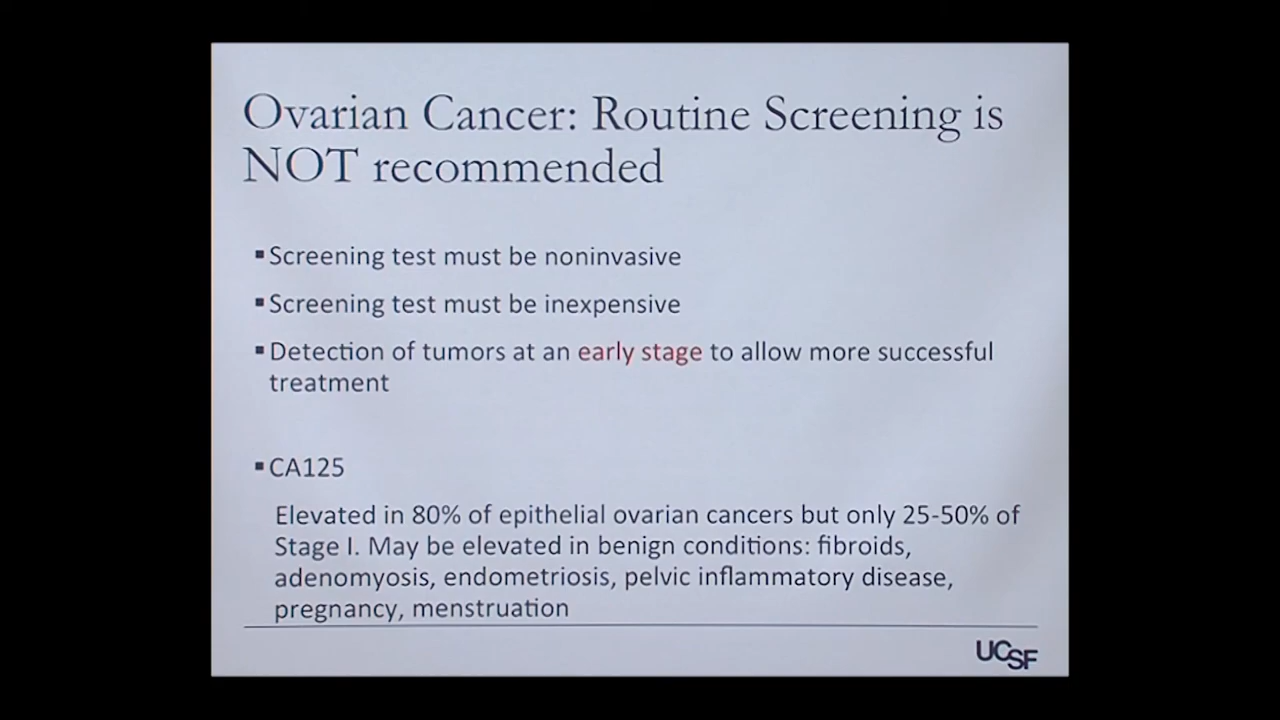 Ovarian Cancer: Routine Screening is
NOT recommended
▪ Screening test must be noninvasive
▪ Screening test must be inexpensive
▪ Detection of tumors at an early stage to allow more successful
treatment
▪ CA125
Elevated in 80% of epithelial ovarian cancers but only 25-50% of
Stage I. May be elevated in benign conditions: fibroids,
adenomyosis, endometriosis, pelvic inflammatory disease,
pregnancy, menstruation
UCSF